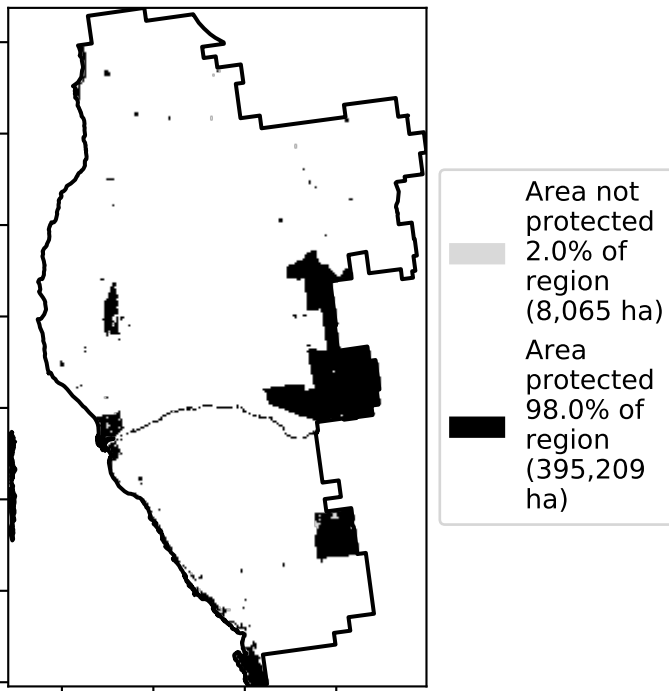 Area not
protected
2.0% of
region
(8,065 ha)
Area
protected
98.0% of
region
(395,209
ha)